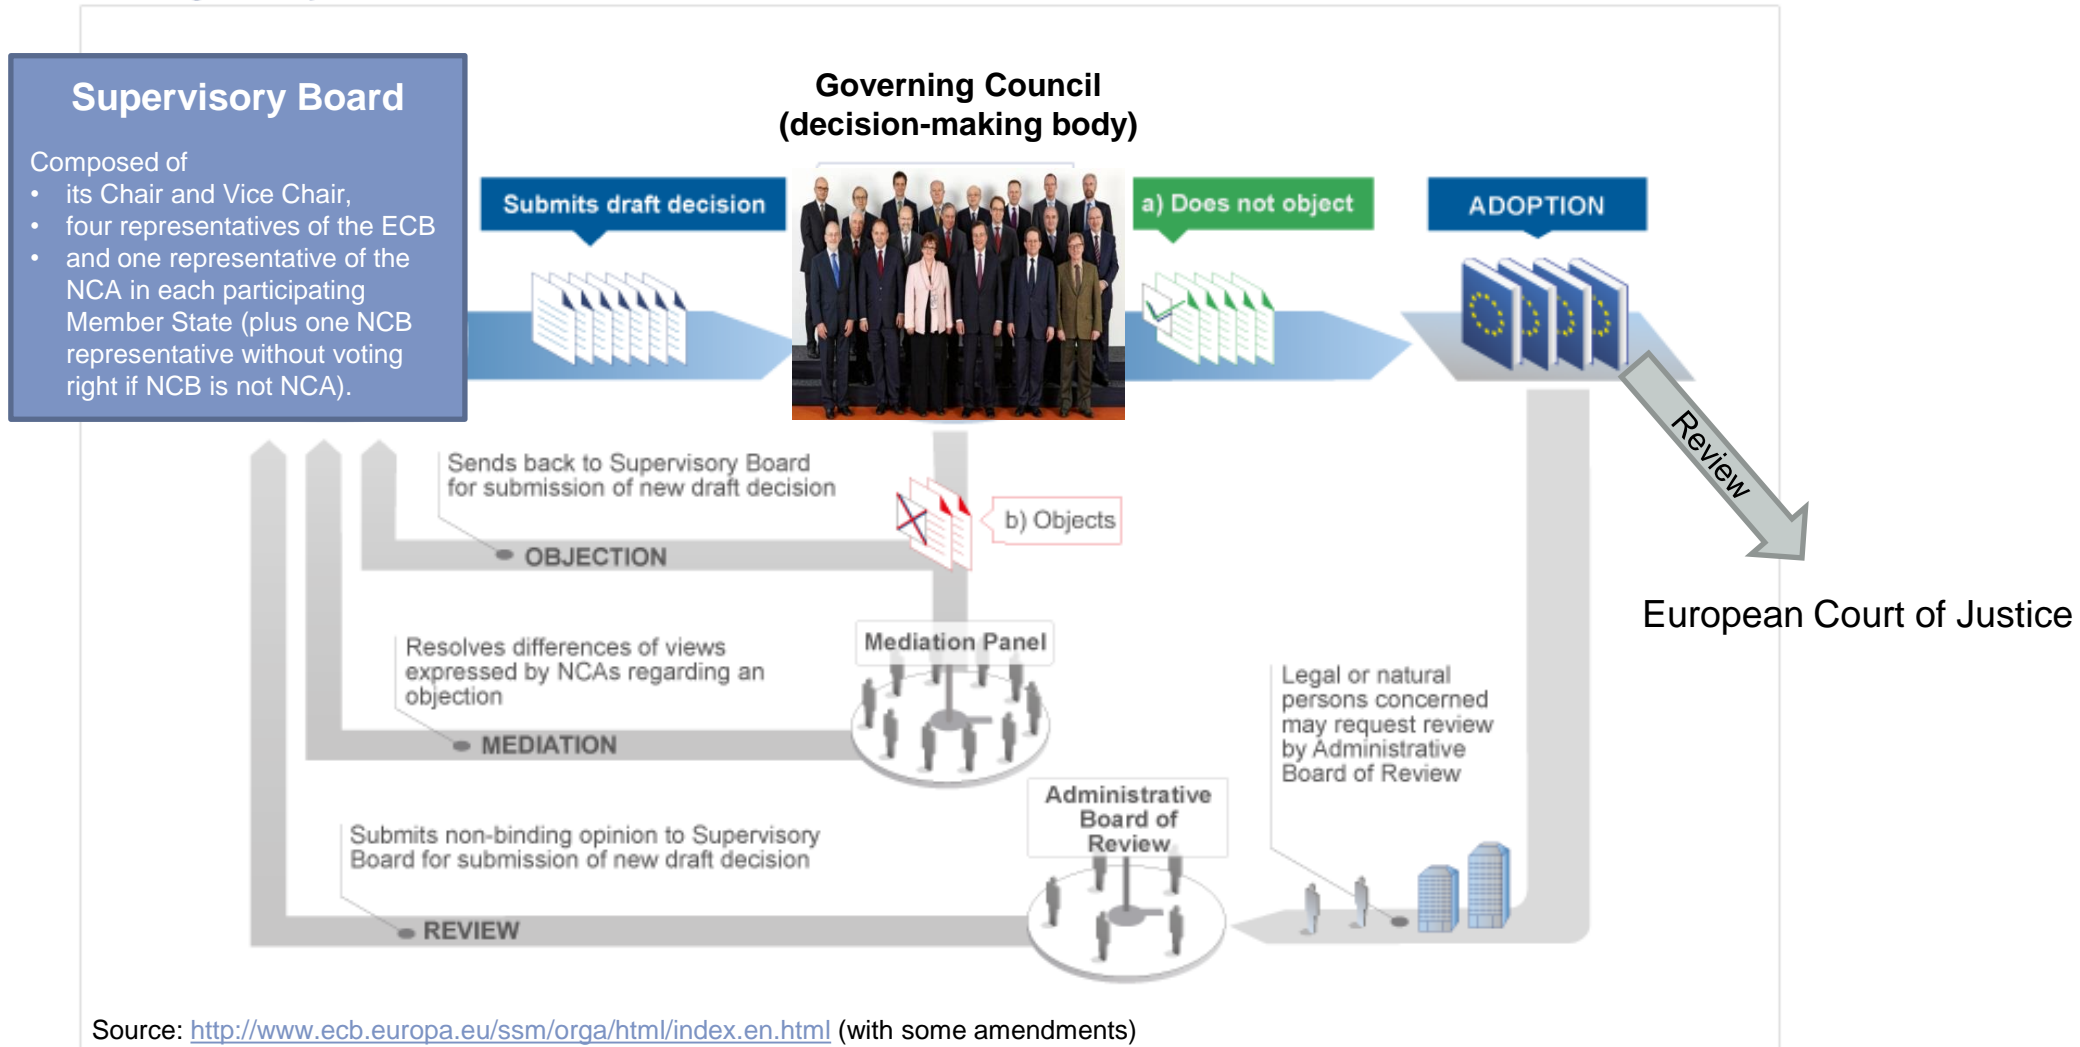 Supervisory Board
Composed of
• its Chair and Vice Chair,
• four representatives of the ECB
• and one representative of the
NCA in each participating
Member State (plus one NCB
representative without voting
right if NCB is not NCA).
Submits draft decision
Governing Council
(decision-making body)
a) Does not object
ADOPTION
Review
European Court of Justice
Sends back to Supervisory Board
for submission of new draft decision
OBJECTION
b) Objects
Resolves differences of views
expressed by NCAs regarding an
objection
MEDIATION
Mediation Panel
Legal or natural
persons concerned
may request review
by Administrative
Board of Review
Administrative
Board of
Review
Submits non-binding opinion to Supervisory
Board for submission of new draft decision
REVIEW
Source: http://www.ecb.europa.eu/ssm/orga/html/index.en.html (with some amendments)